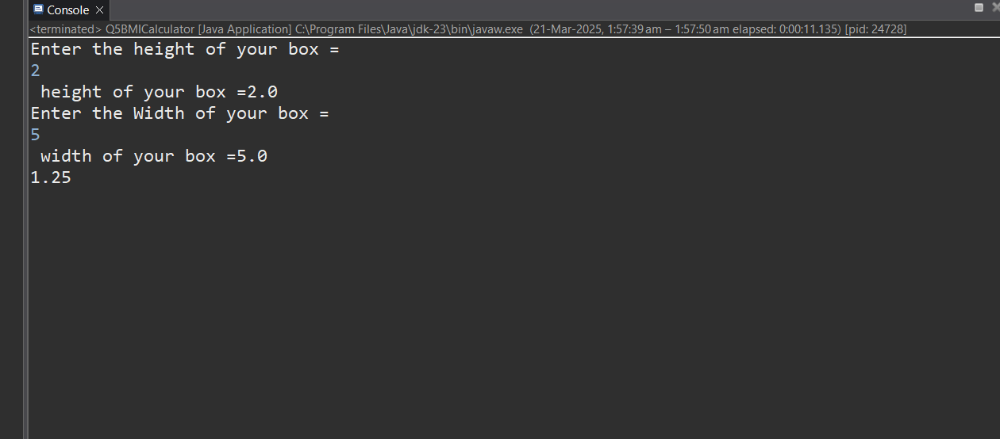 Console
<terminated> Q5BMICalculator [Java Application] C:\Program Files\Java\jdk-23\bin\javaw.exe (21-Mar-2025, 1:57:39 am – 1:57:50 am elapsed: 0:00:11.135) [pid: 24728]
Enter the height of your box =
2
 height of your box =2.0
Enter the Width of your box =
5
 width of your box =5.0
1.25